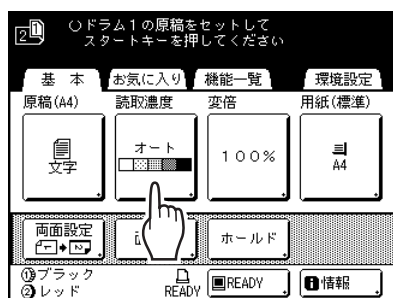 2 1 ○ドラム1の原稿をセットして
スタートキーを押してください
基本 お気に入り 機能一覧 環境設定
原稿(A4) 読取濃度 変倍 用紙(標準)
文字 オート 100% A4
両面設定 ホールド
①ブラック
②レッド READY READY i情報